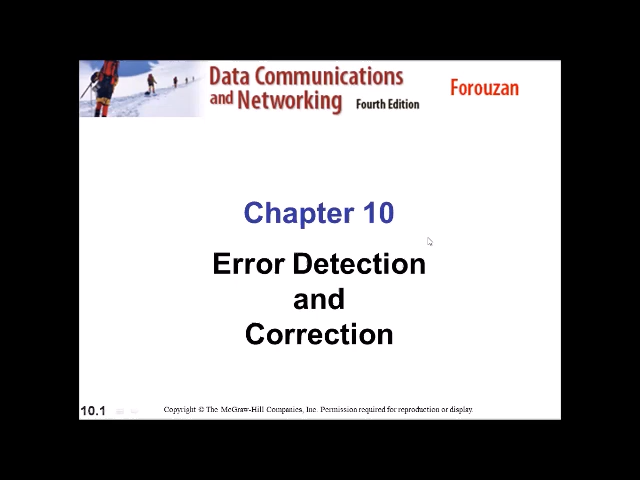 Data Communications
and Networking Fourth Edition
Forouzan
Chapter 10
Error Detection
and
Correction
10.1
Copyright © The McGraw-Hill Companies, Inc. Permission required for reproduction or display.